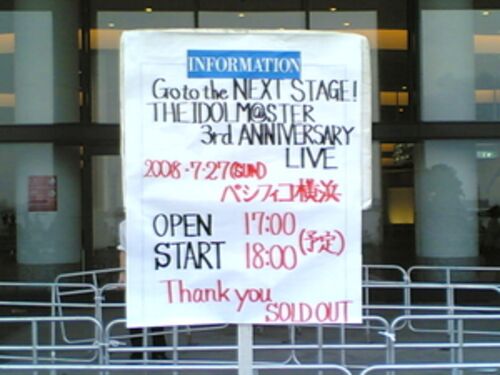 INFORMATION
Go to the NEXT STAGE!
THE IDOLM@STER
3rd ANNIVERSARY
LIVE
2008・7・27(SUN)
パシフィコ横浜
OPEN 17:00
START 18:00 (予定)
Thank you
SOLD OUT